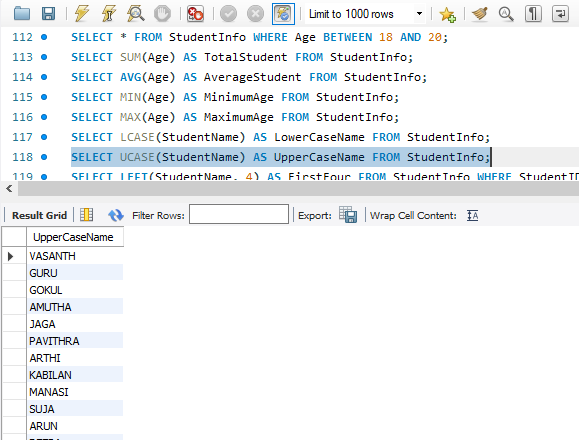 Limit to 1000 rows
112 SELECT * FROM StudentInfo WHERE Age BETWEEN 18 AND 20;
113 SELECT SUM(Age) AS TotalStudent FROM StudentInfo;
114 SELECT AVG(Age) AS AverageStudent FROM StudentInfo;
115 SELECT MIN(Age) AS MinimumAge FROM StudentInfo;
116 SELECT MAX(Age) AS MaximumAge FROM StudentInfo;
117 SELECT LCASE(StudentName) AS LowerCaseName FROM StudentInfo;
118 SELECT UCASE(StudentName) AS UpperCaseName FROM StudentInfo;
119 SELECT LEFT(StudentName, 4) AS FirstFour FROM StudentInfo WHERE StudentID
Result Grid Filter Rows: Export: Wrap Cell Content: IA
UpperCaseName
VASANTH
GURU
GOKUL
AMUTHA
JAGA
PAVITHRA
ARTHI
KABILAN
MANASI
SUJA
ARUN